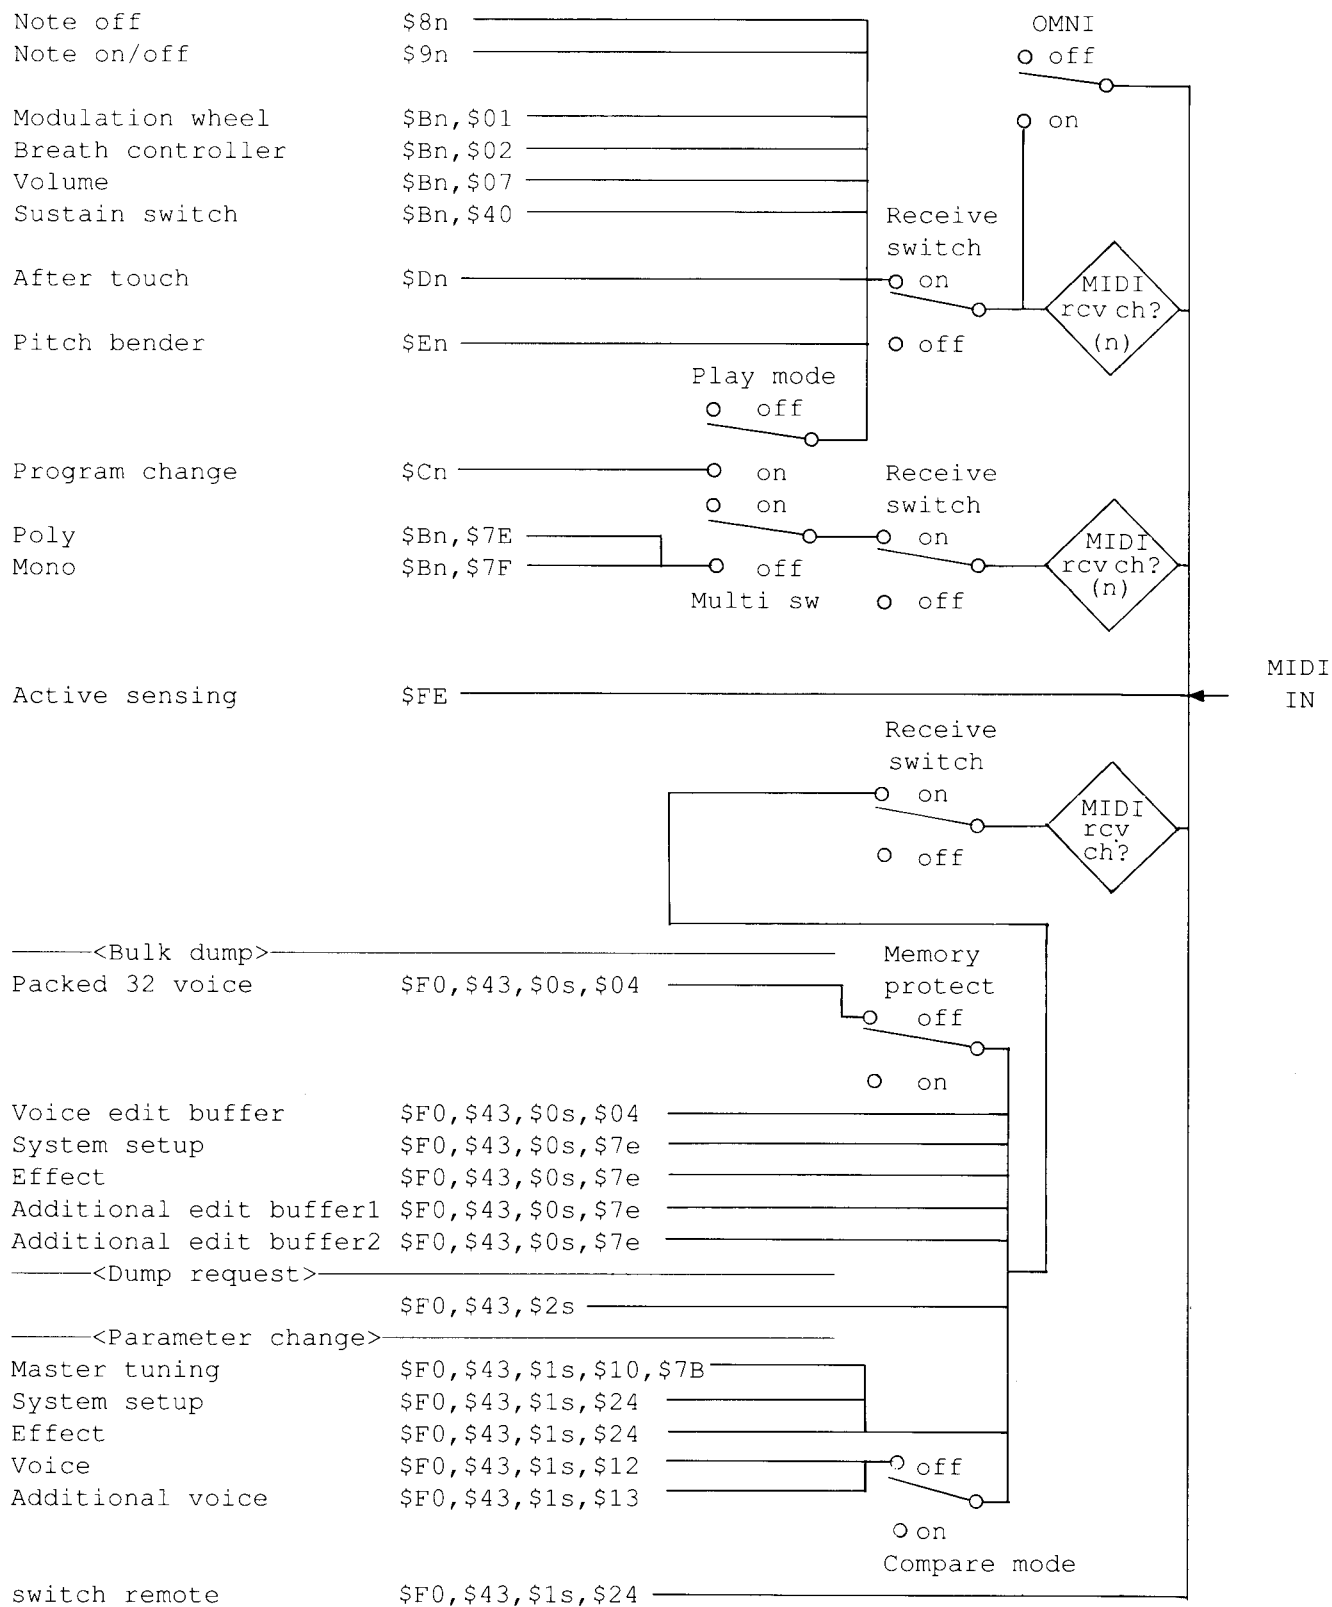 Note off $8n OMNI
Note on/off $9n off
Modulation wheel $Bn,$01 on
Breath controller $Bn,$02
Volume $Bn,$07
Sustain switch $Bn,$40 Receive
switch
After touch $Dn on MIDI
rcv ch?
Pitch bender $En off (n)
Play mode
off
Program change $Cn on Receive
on switch
Poly $Bn,$7E on MIDI
Mono $Bn,$7F off rcv ch?
(n)
Multi sw off
MIDI
Active sensing $FE IN
Receive
switch
on MIDI
rcv
off ch?
<Bulk dump> Memory
Packed 32 voice $F0,$43,$0s,$04 protect
off
on
Voice edit buffer $F0,$43,$0s,$04
System setup $F0,$43,$0s,$7e
Effect $F0,$43,$0s,$7e
Additional edit buffer1 $F0,$43,$0s,$7e
Additional edit buffer2 $F0,$43,$0s,$7e
<Dump request>
$F0,$43,$2s
<Parameter change>
Master tuning $F0,$43,$1s,$10,$7B
System setup $F0,$43,$1s,$24
Effect $F0,$43,$1s,$24
Voice $F0,$43,$1s,$12 off
Additional voice $F0,$43,$1s,$13
on
Compare mode
switch remote $F0,$43,$1s,$24